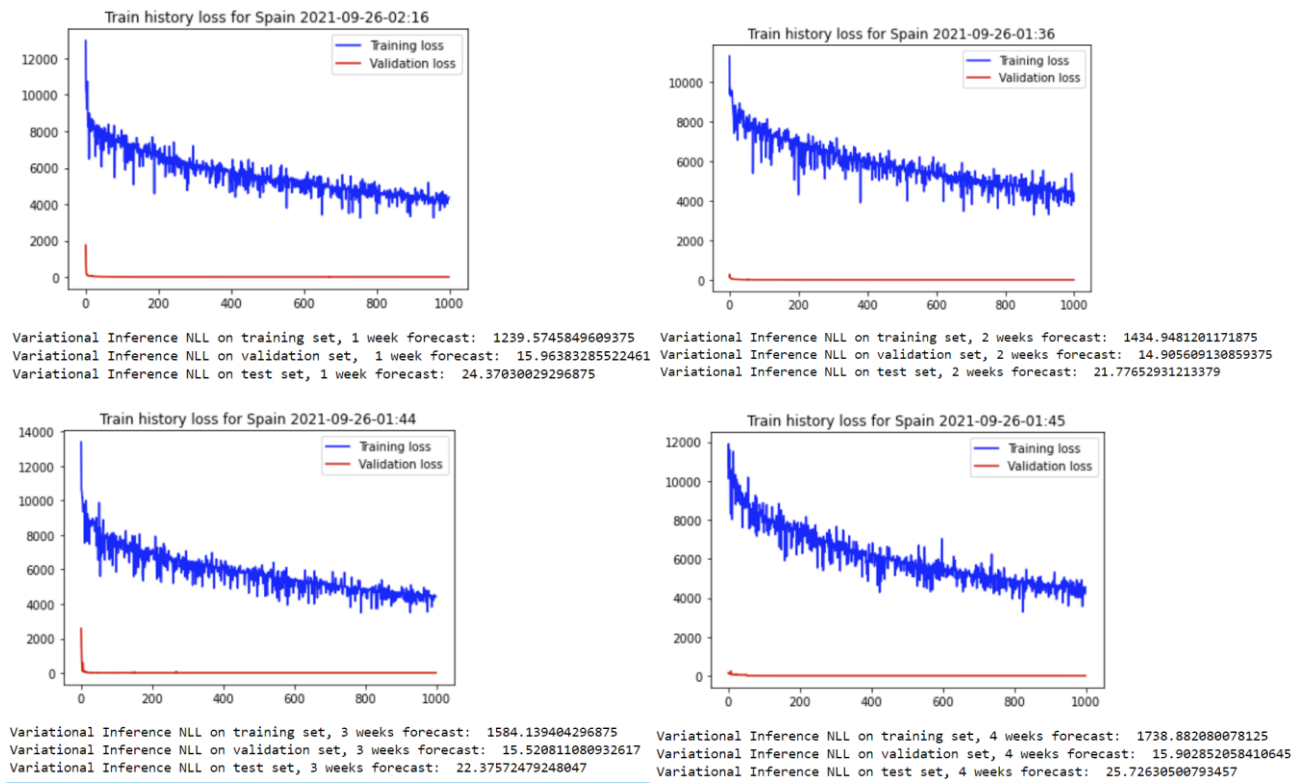 Train history loss for Spain 2021-09-26-02:16
Training loss
Validation loss
12000
10000
8000
6000
4000
2000
0
0 200 400 600 800 1000
Variational Inference NLL on training set, 1 week forecast: 1239.5745849609375
Variational Inference NLL on validation set, 1 week forecast: 15.96383285522461
Variational Inference NLL on test set, 1 week forecast: 24.37030029296875
Train history loss for Spain 2021-09-26-01:36
Training loss
Validation loss
10000
8000
6000
4000
2000
0
0 200 400 600 800 1000
Variational Inference NLL on training set, 2 weeks forecast: 1434.9481201171875
Variational Inference NLL on validation set, 2 weeks forecast: 14.905609130859375
Variational Inference NLL on test set, 2 weeks forecast: 21.77652931213379
Train history loss for Spain 2021-09-26-01:44
Training loss
Validation loss
14000
12000
10000
8000
6000
4000
2000
0
0 200 400 600 800 1000
Variational Inference NLL on training set, 3 weeks forecast: 1584.139404296875
Variational Inference NLL on validation set, 3 weeks forecast: 15.520811080932617
Variational Inference NLL on test set, 3 weeks forecast: 22.37572479248047
Train history loss for Spain 2021-09-26-01:45
Training loss
Validation loss
12000
10000
8000
6000
4000
2000
0
0 200 400 600 800 1000
Variational Inference NLL on training set, 4 weeks forecast: 1738.882080078125
Variational Inference NLL on validation set, 4 weeks forecast: 15.902852058410645
Variational Inference NLL on test set, 4 weeks forecast: 25.72630500793457